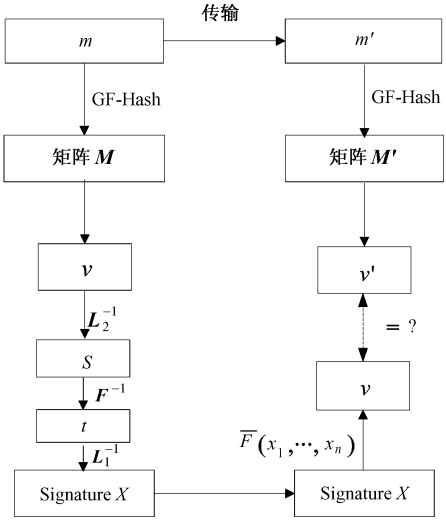 传输
m m′
GF-Hash GF-Hash
矩阵 M 矩阵 M′
v v′
L₂⁻¹
= ?
S
F⁻¹ v
t
L₁⁻¹ F̅(x₁,⋯,xₙ)
Signature X Signature X